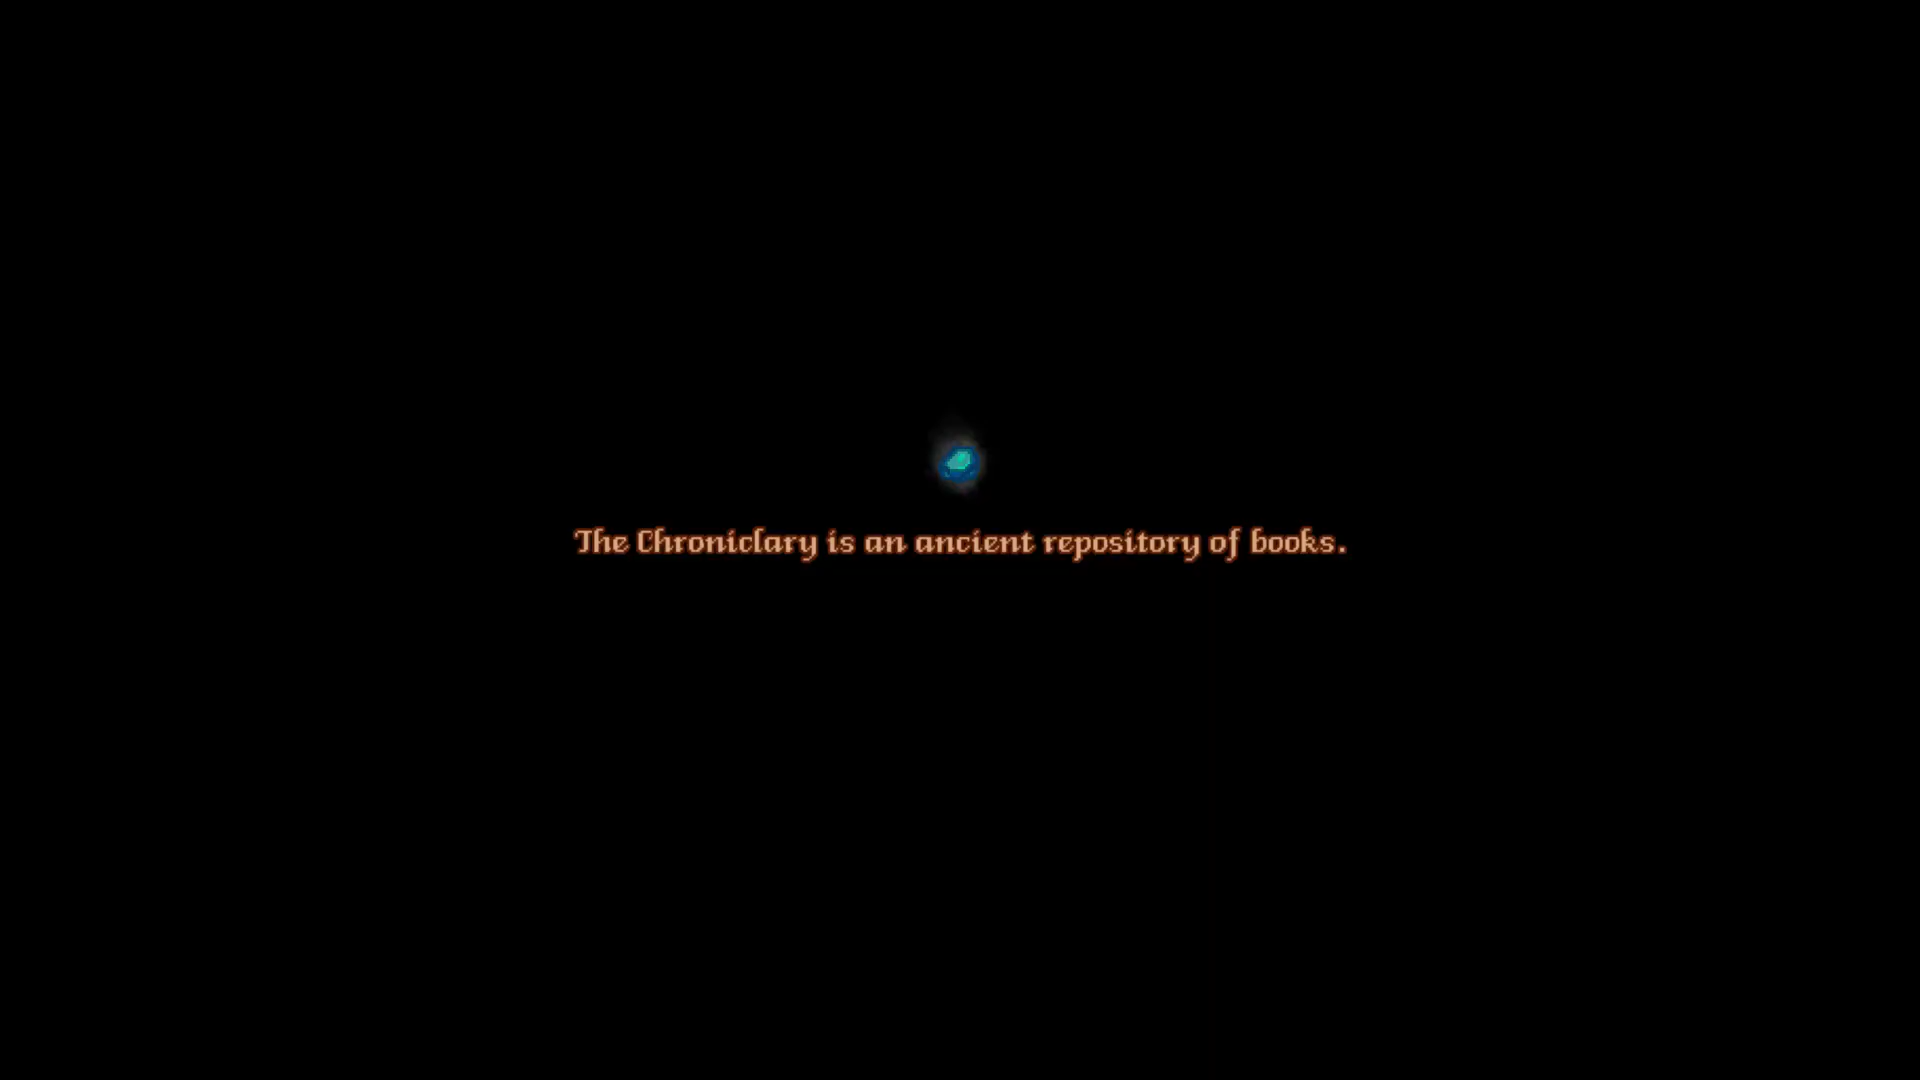 The Chroniclary is an ancient repository of books.